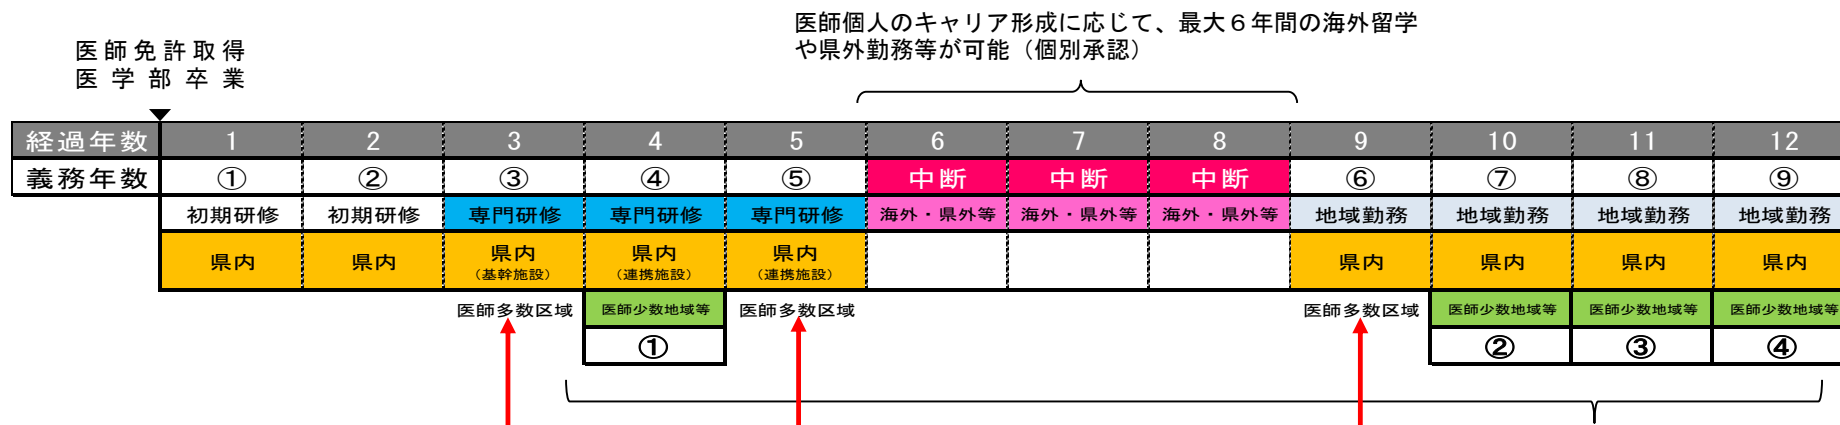 医師個人のキャリア形成に応じて、最大６年間の海外留学
や県外勤務等が可能（個別承認）
医師免許取得
医学部卒業
経過年数 1 2 3 4 5 6 7 8 9 10 11 12
義務年数 ① ② ③ ④ ⑤ 中断 中断 中断 ⑥ ⑦ ⑧ ⑨
初期研修 初期研修 専門研修 専門研修 専門研修 海外・県外等 海外・県外等 海外・県外等 地域勤務 地域勤務 地域勤務 地域勤務
県内 県内 県内 県内 県内 県内 県内 県内 県内
（基幹施設） （連携施設） （連携施設）
医師多数区域 医師少数地域等 医師多数区域 医師多数区域 医師少数地域等 医師少数地域等 医師少数地域等
① ② ③ ④